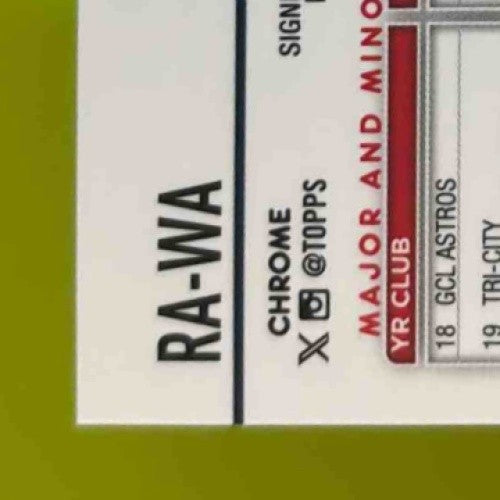 RA-WA
CHROME
X @TOPPS
SIGN
MAJOR AND MINO
YR CLUB
18 GCL ASTROS
19 TRI-CITY